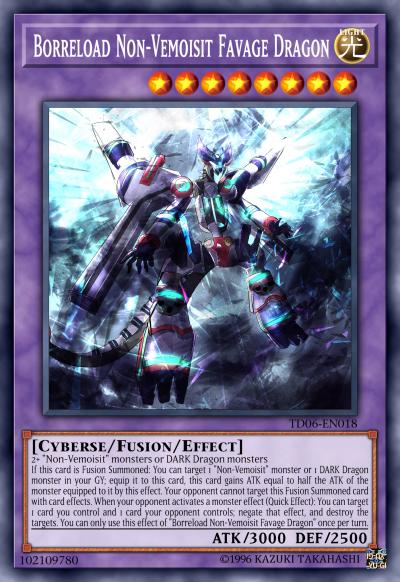 BORRELOAD NON-VEMOISIT FAVAGE DRAGON
LIGHT
光
TD06-EN018
[CYBERSE/FUSION/EFFECT]
2+ "Non-Vemoisit" monsters or DARK Dragon monsters
If this card is Fusion Summoned: You can target 1 "Non-Vemoisit" monster or 1 DARK Dragon
monster in your GY; equip it to this card, this card gains ATK equal to half the ATK of the
monster equipped to it by this effect. Your opponent cannot target this Fusion Summoned card
with card effects. When your opponent activates a monster effect (Quick Effect): You can target
1 card you control and 1 card your opponent controls; negate that effect, and destroy the
targets. You can only use this effect of "Borreload Non-Vemoisit Favage Dragon" once per turn.
ATK/3000 DEF/2500
102109780
©1996 KAZUKI TAKAHASHI